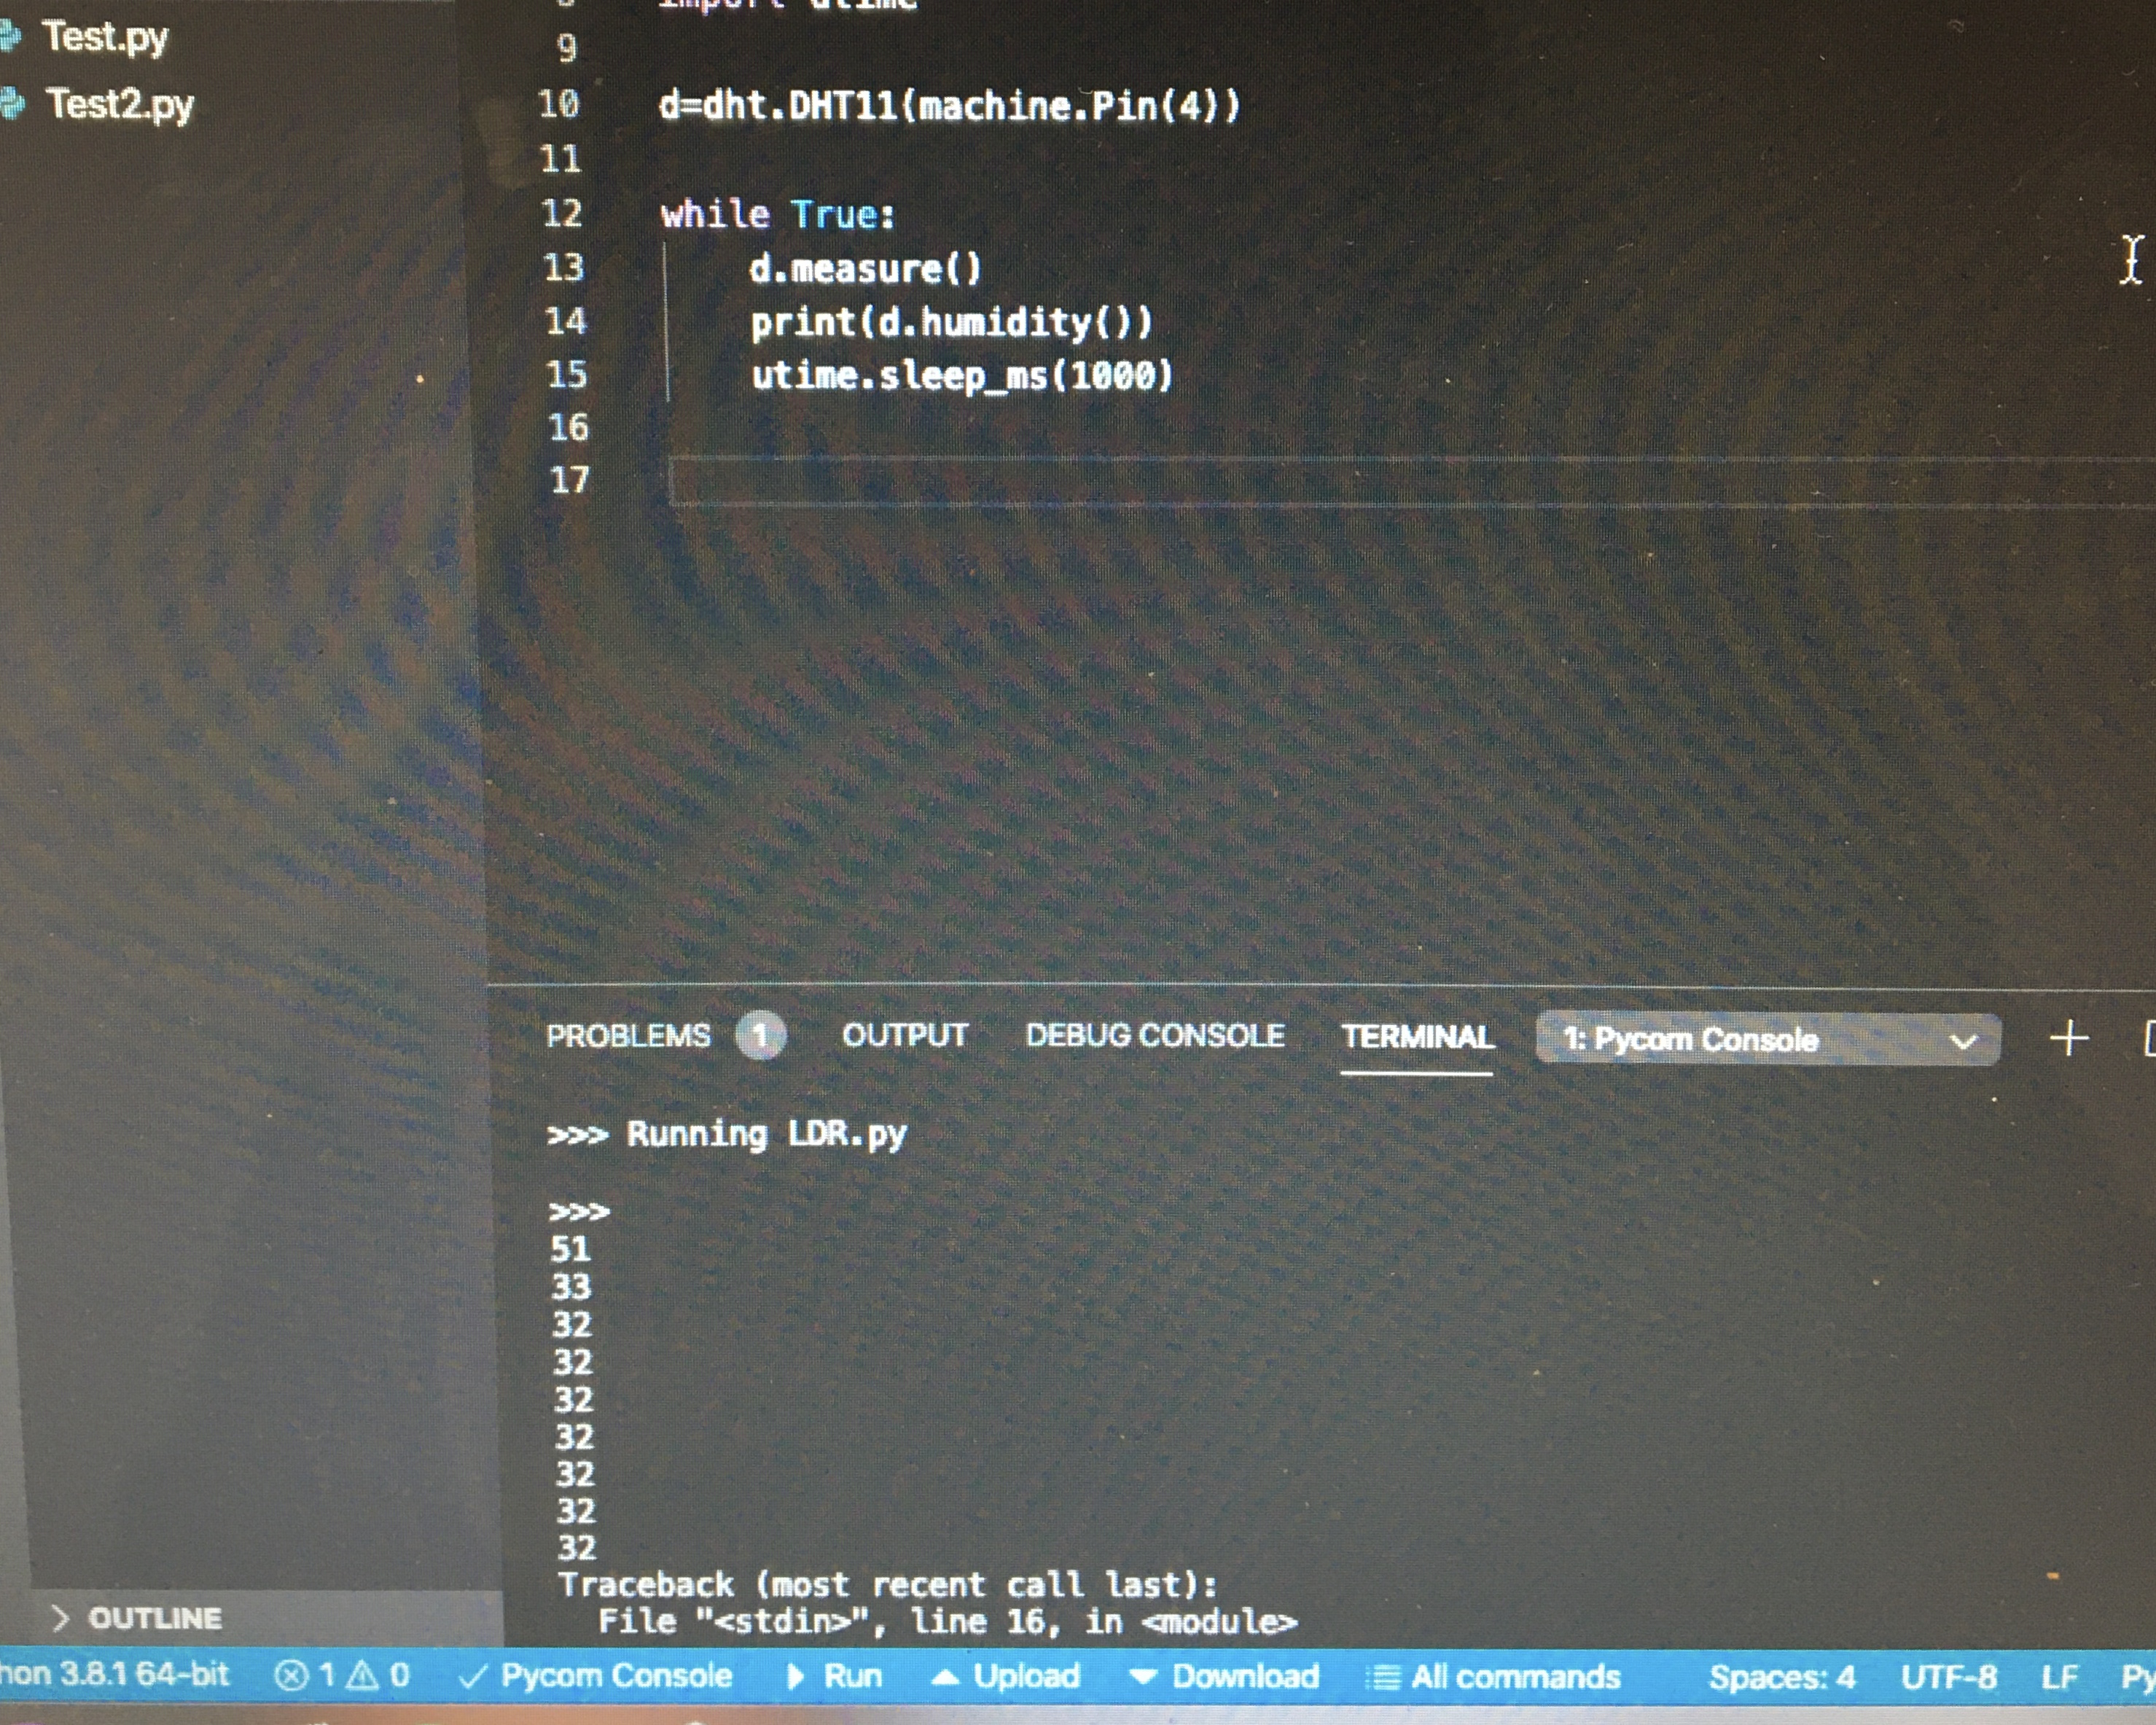 Test.py
Test2.py
8 import utime
9
10 d=dht.DHT11(machine.Pin(4))
11
12 while True:
13 d.measure()
14 print(d.humidity())
15 utime.sleep_ms(1000)
16
17
PROBLEMS 1 OUTPUT DEBUG CONSOLE TERMINAL 1: Pycom Console
>>> Running LDR.py
>>>
51
33
32
32
32
32
32
32
32
Traceback (most recent call last):
File "<stdin>", line 16, in <module>
OUTLINE
hon 3.8.1 64-bit 1 0 Pycom Console Run Upload Download All commands Spaces: 4 UTF-8 LF Py